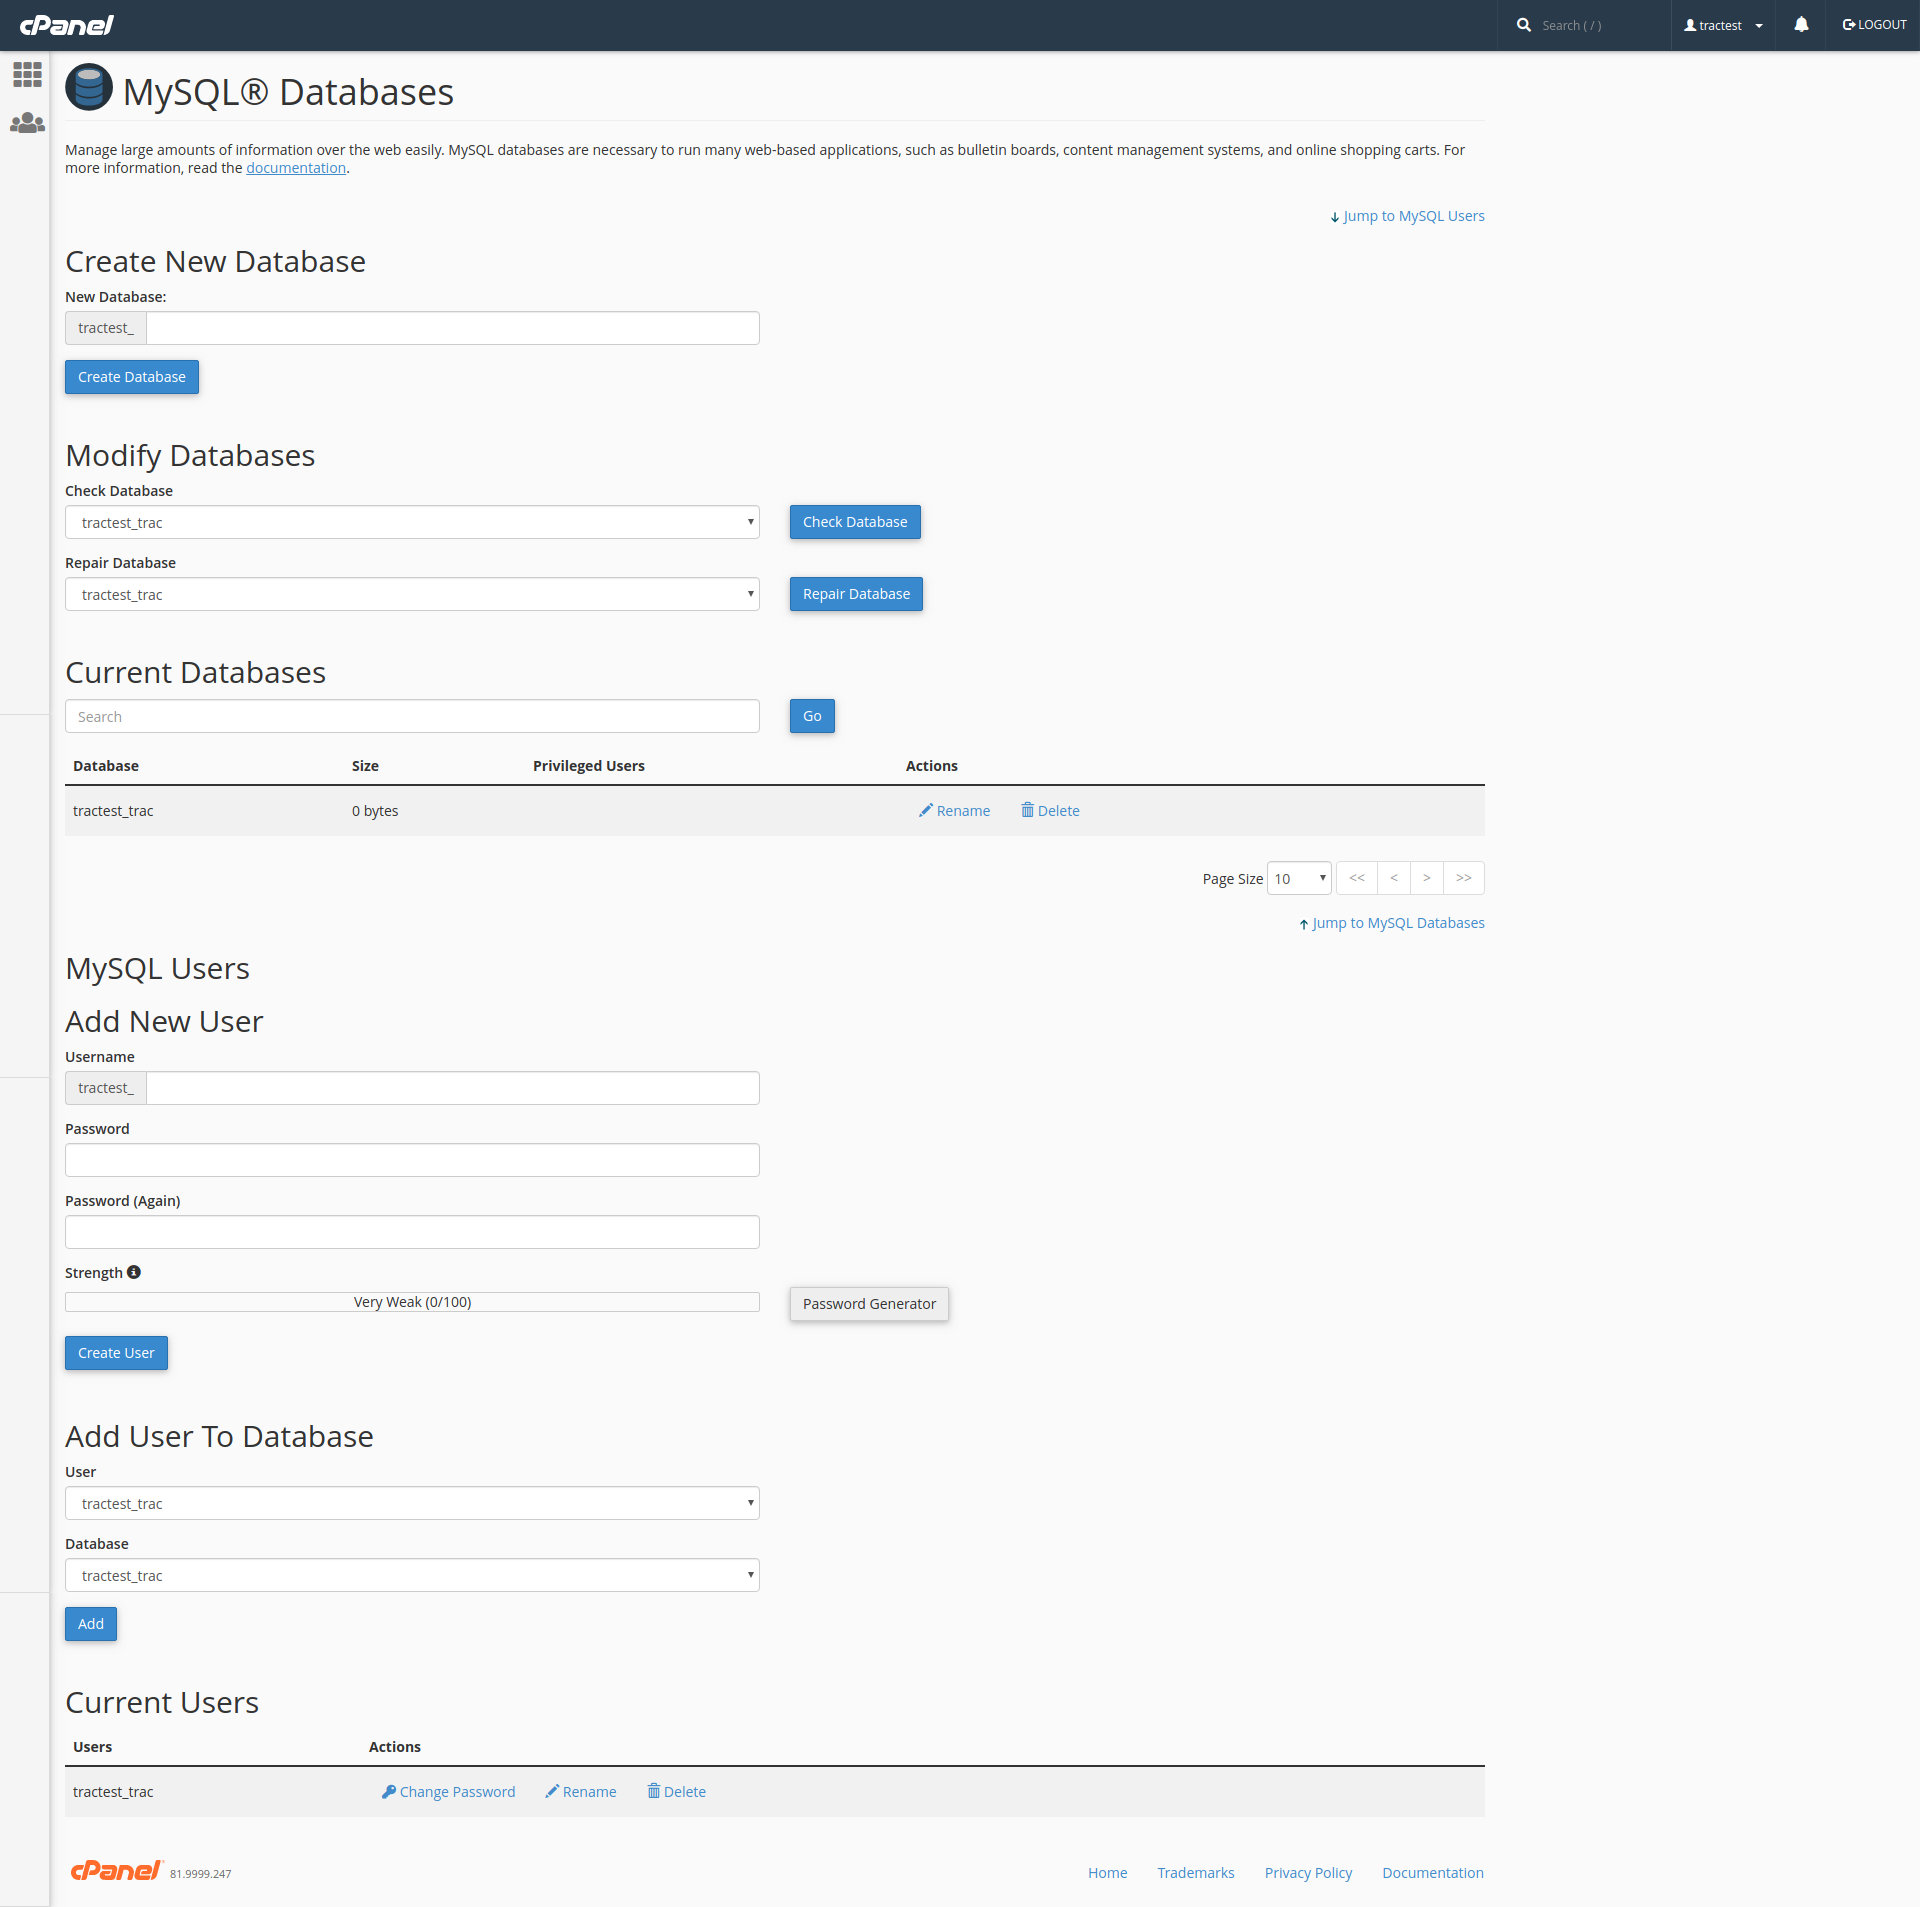 cPanel
Search ( / )
tractest
LOGOUT
MySQL® Databases
Manage large amounts of information over the web easily. MySQL databases are necessary to run many web-based applications, such as bulletin boards, content management systems, and online shopping carts. For
more information, read the documentation.
Jump to MySQL Users
Create New Database
New Database:
tractest_
Create Database
Modify Databases
Check Database
tractest_trac
Check Database
Repair Database
tractest_trac
Repair Database
Current Databases
Search
Go
Database Size Privileged Users Actions
tractest_trac 0 bytes Rename Delete
Page Size 10 << < > >>
Jump to MySQL Databases
MySQL Users
Add New User
Username
tractest_
Password
Password (Again)
Strength
Very Weak (0/100)
Password Generator
Create User
Add User To Database
User
tractest_trac
Database
tractest_trac
Add
Current Users
Users Actions
tractest_trac Change Password Rename Delete
cPanel 81.9999.247
Home Trademarks Privacy Policy Documentation